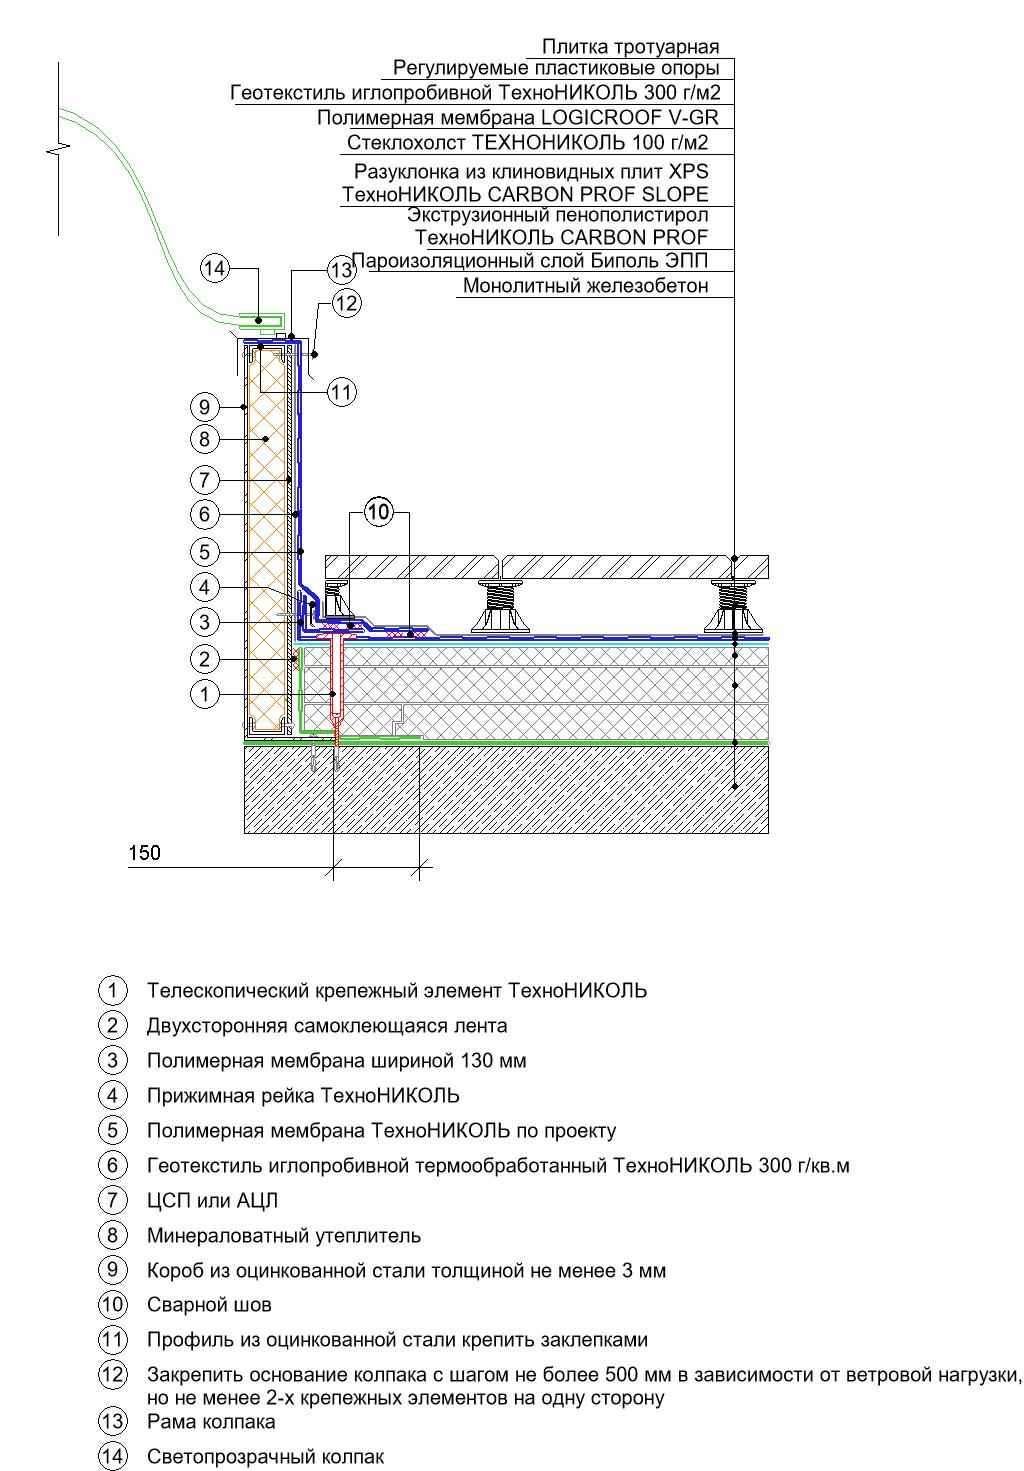 Плитка тротуарная
Регулируемые пластиковые опоры
Геотекстиль иглопробивной ТехноНИКОЛЬ 300 г/м2
Полимерная мембрана LOGICROOF V-GR
Стеклохолст ТЕХНОНИКОЛЬ 100 г/м2
Разуклонка из клиновидных плит XPS
ТехноНИКОЛЬ CARBON PROF SLOPE
Экструзионный пенополистирол
ТехноНИКОЛЬ CARBON PROF
Пароизоляционный слой Биполь ЭПП
Монолитный железобетон
14
13
12
11
9
8
7
6
10
5
4
3
2
1
150
1 Телескопический крепежный элемент ТехноНИКОЛЬ
2 Двухсторонняя самоклеющаяся лента
3 Полимерная мембрана шириной 130 мм
4 Прижимная рейка ТехноНИКОЛЬ
5 Полимерная мембрана ТехноНИКОЛЬ по проекту
6 Геотекстиль иглопробивной термообработанный ТехноНИКОЛЬ 300 г/кв.м
7 ЦСП или АЦЛ
8 Минераловатный утеплитель
9 Короб из оцинкованной стали толщиной не менее 3 мм
10 Сварной шов
11 Профиль из оцинкованной стали крепить заклепками
12 Закрепить основание колпака с шагом не более 500 мм в зависимости от ветровой нагрузки,
но не менее 2-х крепежных элементов на одну сторону
13 Рама колпака
14 Светопрозрачный колпак